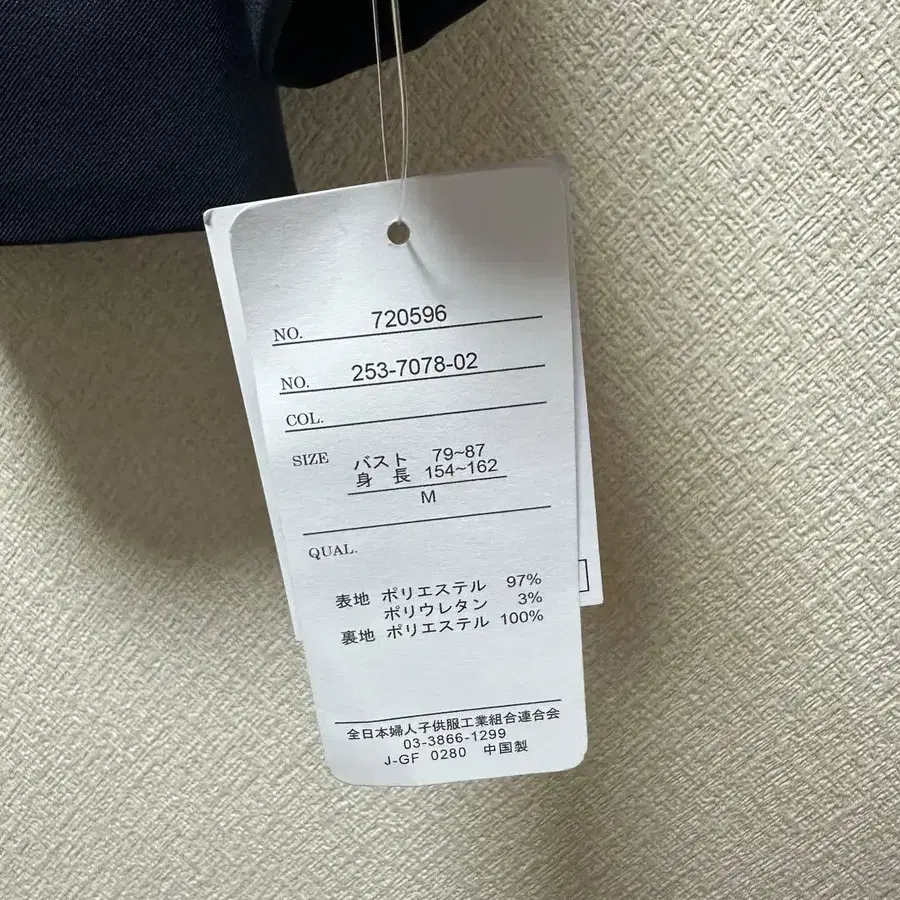 NO. 720596
NO. 253-7078-02
COL.
SIZE バスト 79~87
身 長 154~162
M
QUAL.
表地 ポリエステル 97%
ポリウレタン 3%
裏地 ポリエステル 100%
全日本婦人子供服工業組合連合会
03-3866-1299
J-GF 0280 中国製